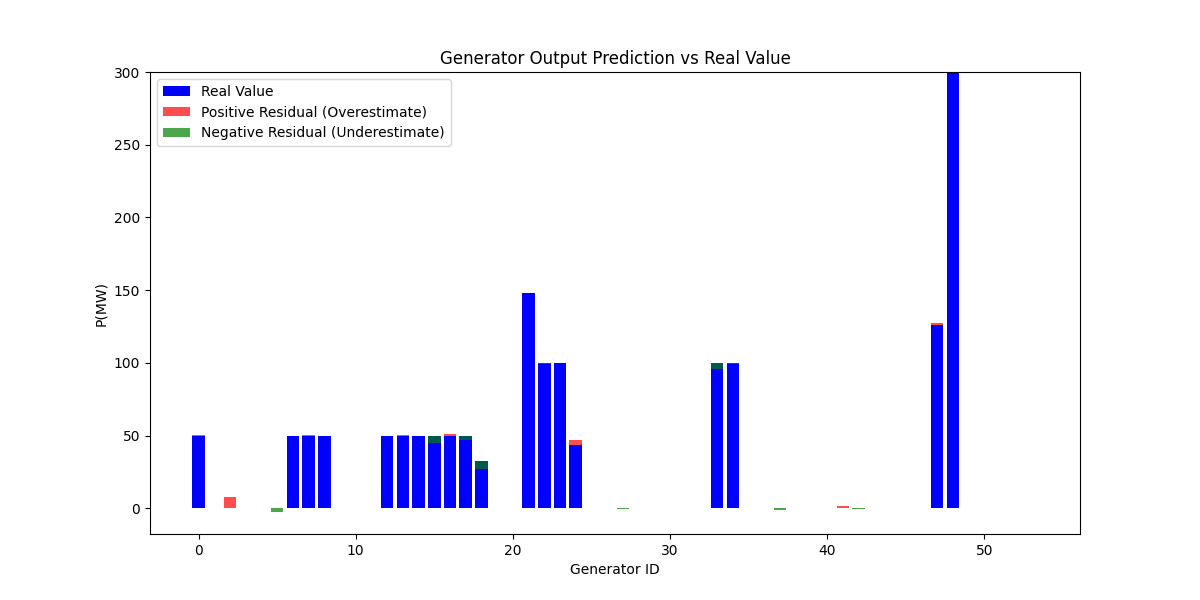 Generator Output Prediction vs Real Value
300
250
200
150
100
50
0
P(MW)
Real Value
Positive Residual (Overestimate)
Negative Residual (Underestimate)
0 10 20 30 40 50
Generator ID